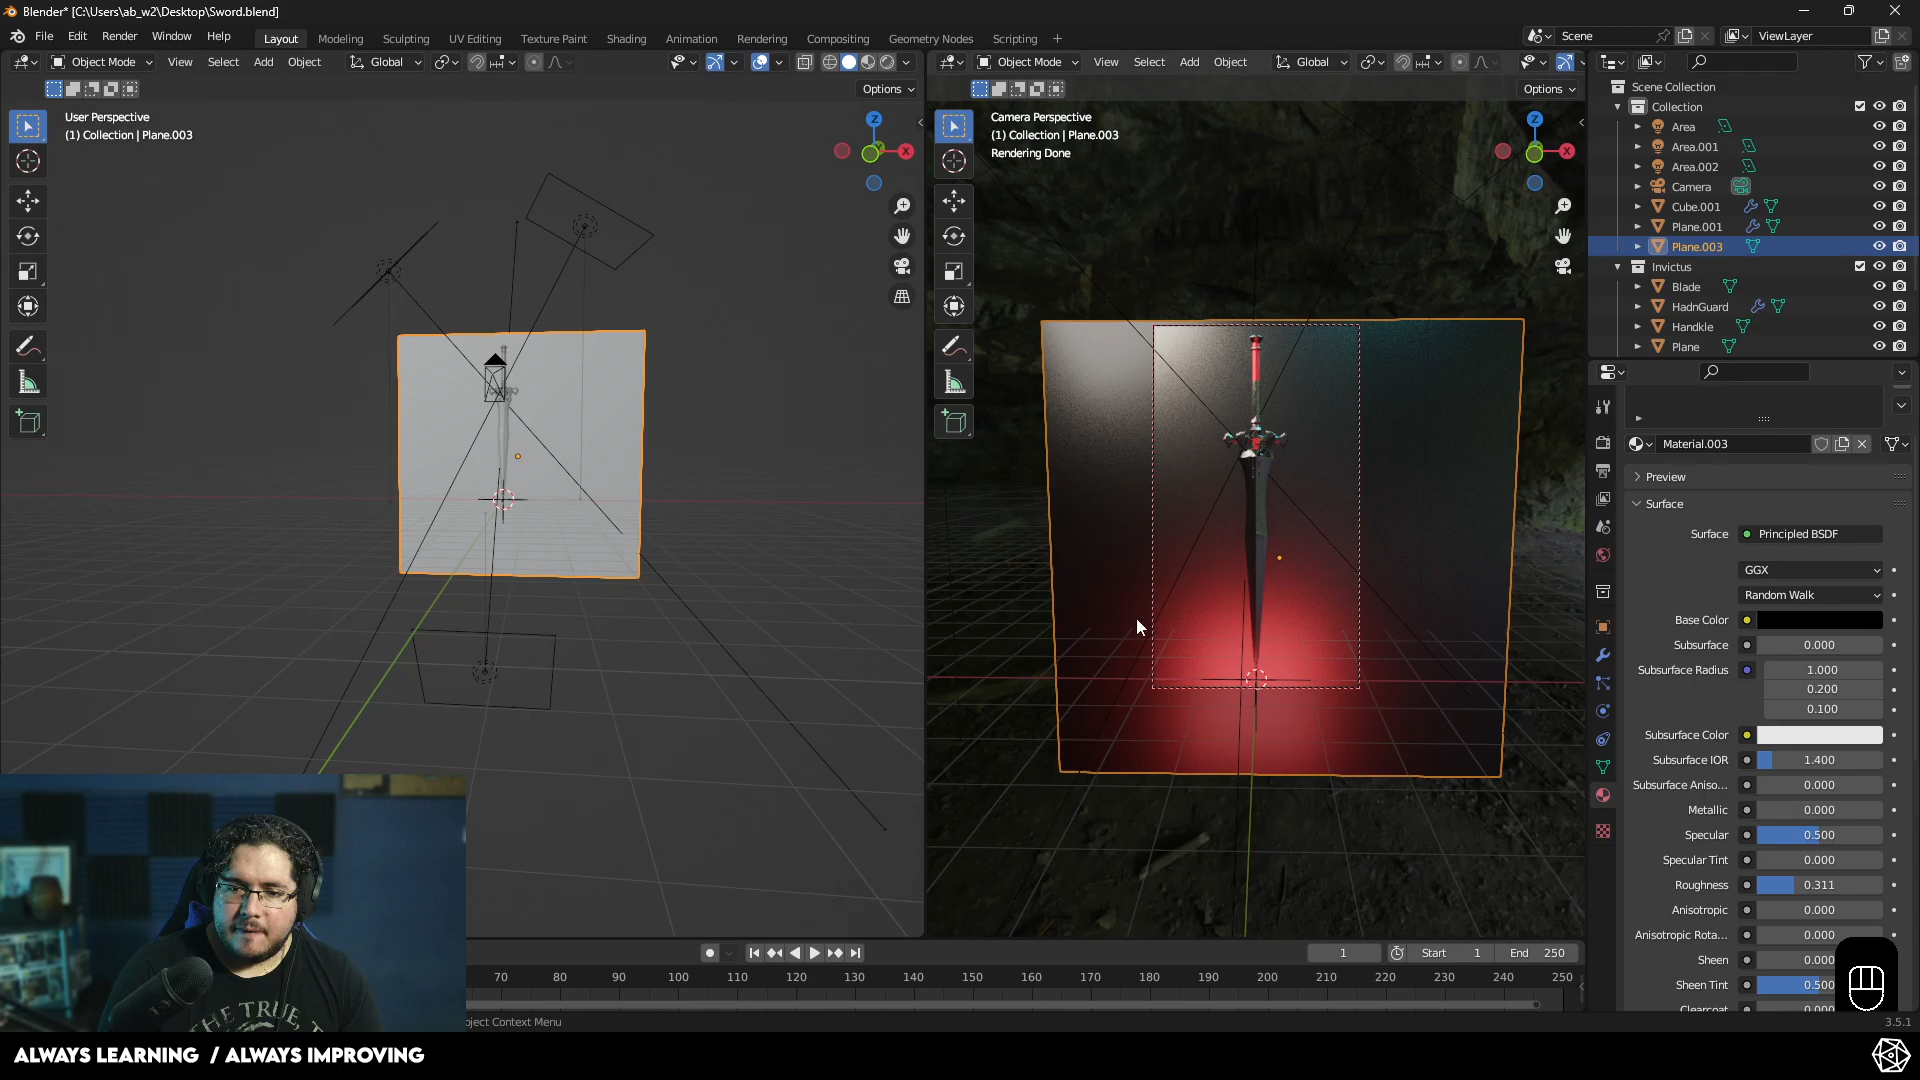 Blender* [C:\Users\ab_w2\Desktop\Sword.blend]
File Edit Render Window Help Layout Modeling Sculpting UV Editing Texture Paint Shading Animation Rendering Compositing Geometry Nodes Scripting + Scene ViewLayer
Object Mode View Select Add Object Global
Object Mode View Select Add Object Global
Options
Options
User Perspective
(1) Collection | Plane.003
Z
X
Camera Perspective
(1) Collection | Plane.003
Rendering Done
Z
X
Scene Collection
Collection
Area
Area.001
Area.002
Camera
Cube.001
Plane.001
Plane.003
Invictus
Blade
HadnGuard
Handkle
Plane
Material.003
Preview
Surface
Surface Principled BSDF
GGX
Random Walk
Base Color
Subsurface 0.000
Subsurface Radius 1.000
0.200
0.100
Subsurface Color
Subsurface IOR 1.400
Subsurface Aniso... 0.000
Metallic 0.000
Specular 0.500
Specular Tint 0.000
Roughness 0.311
Anisotropic 0.000
Anisotropic Rota... 0.000
Sheen 0.000
Sheen Tint 0.500
Clearcoat 0.000
1 Start 1 End 250
70 80 90 100 110 120 130 140 150 160 170 180 190 200 210 220 230 240 250
ject Context Menu
3.5.1
THE TRUE,
ALWAYS LEARNING / ALWAYS IMPROVING